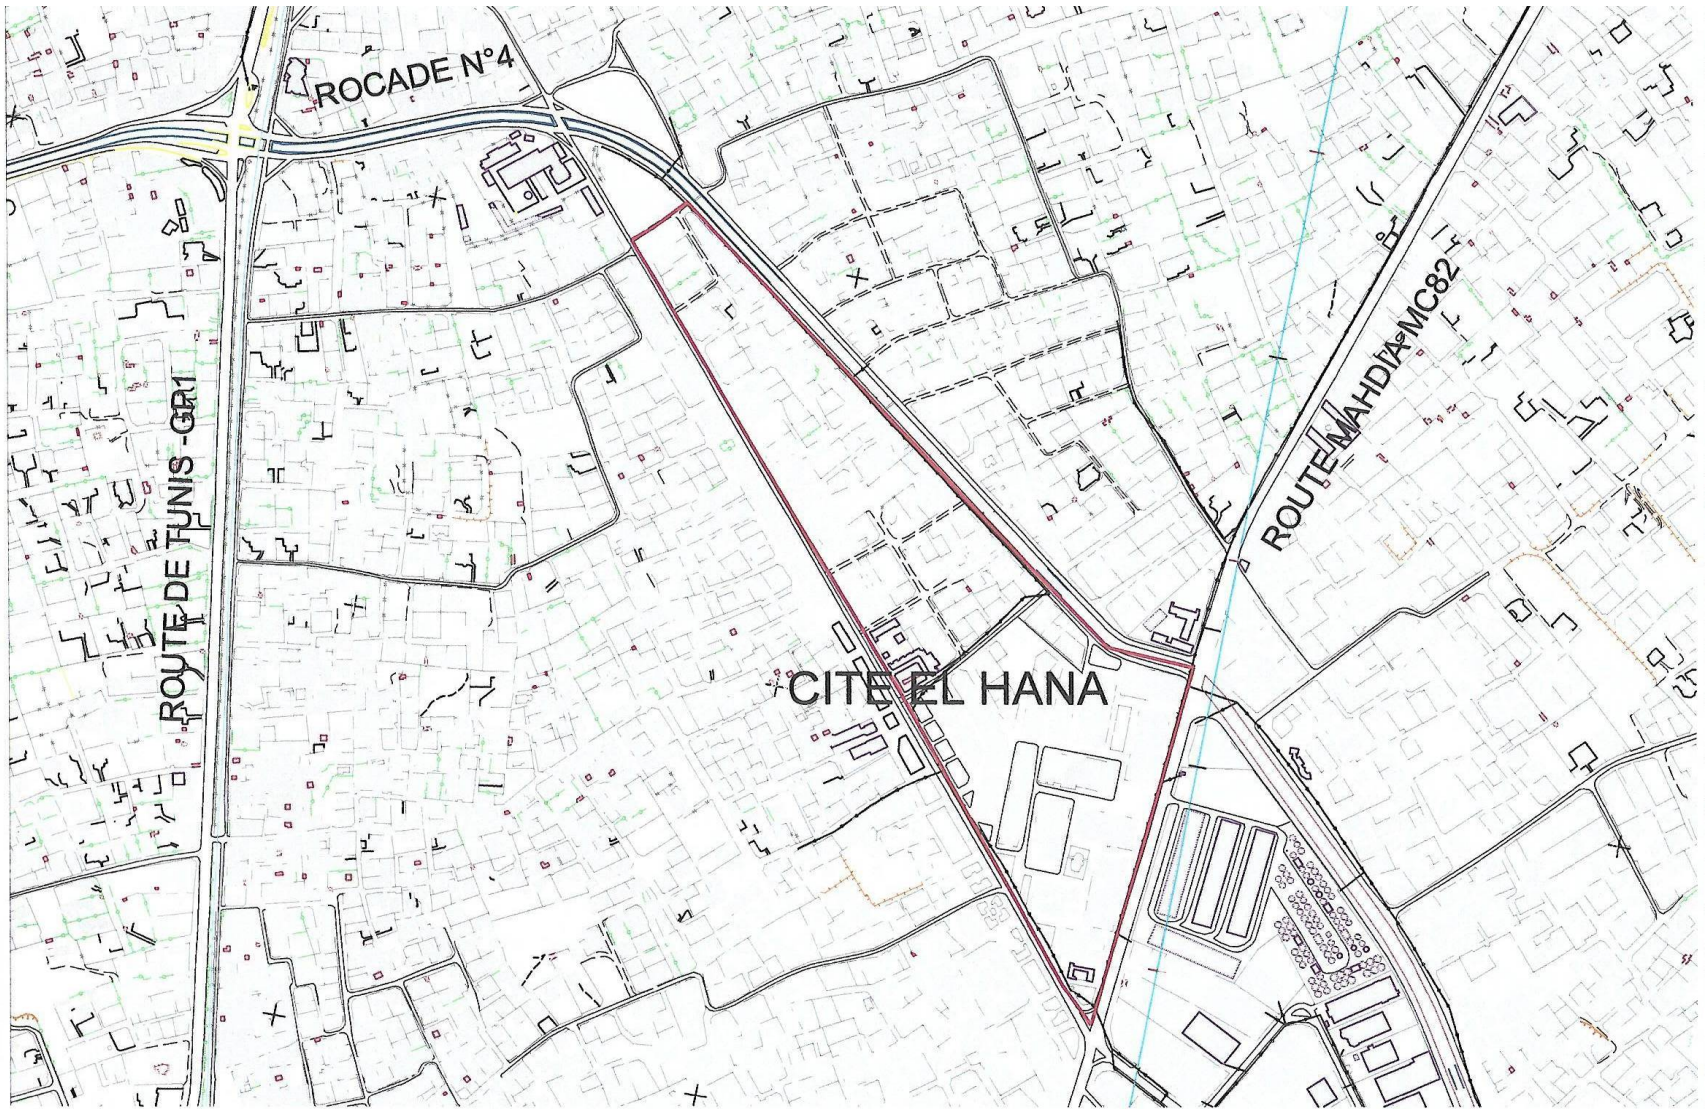 ROCADE N°4
ROUTE DE TUNIS -GP1
ROUTE MAHDIA-MC82
CITE EL HANA